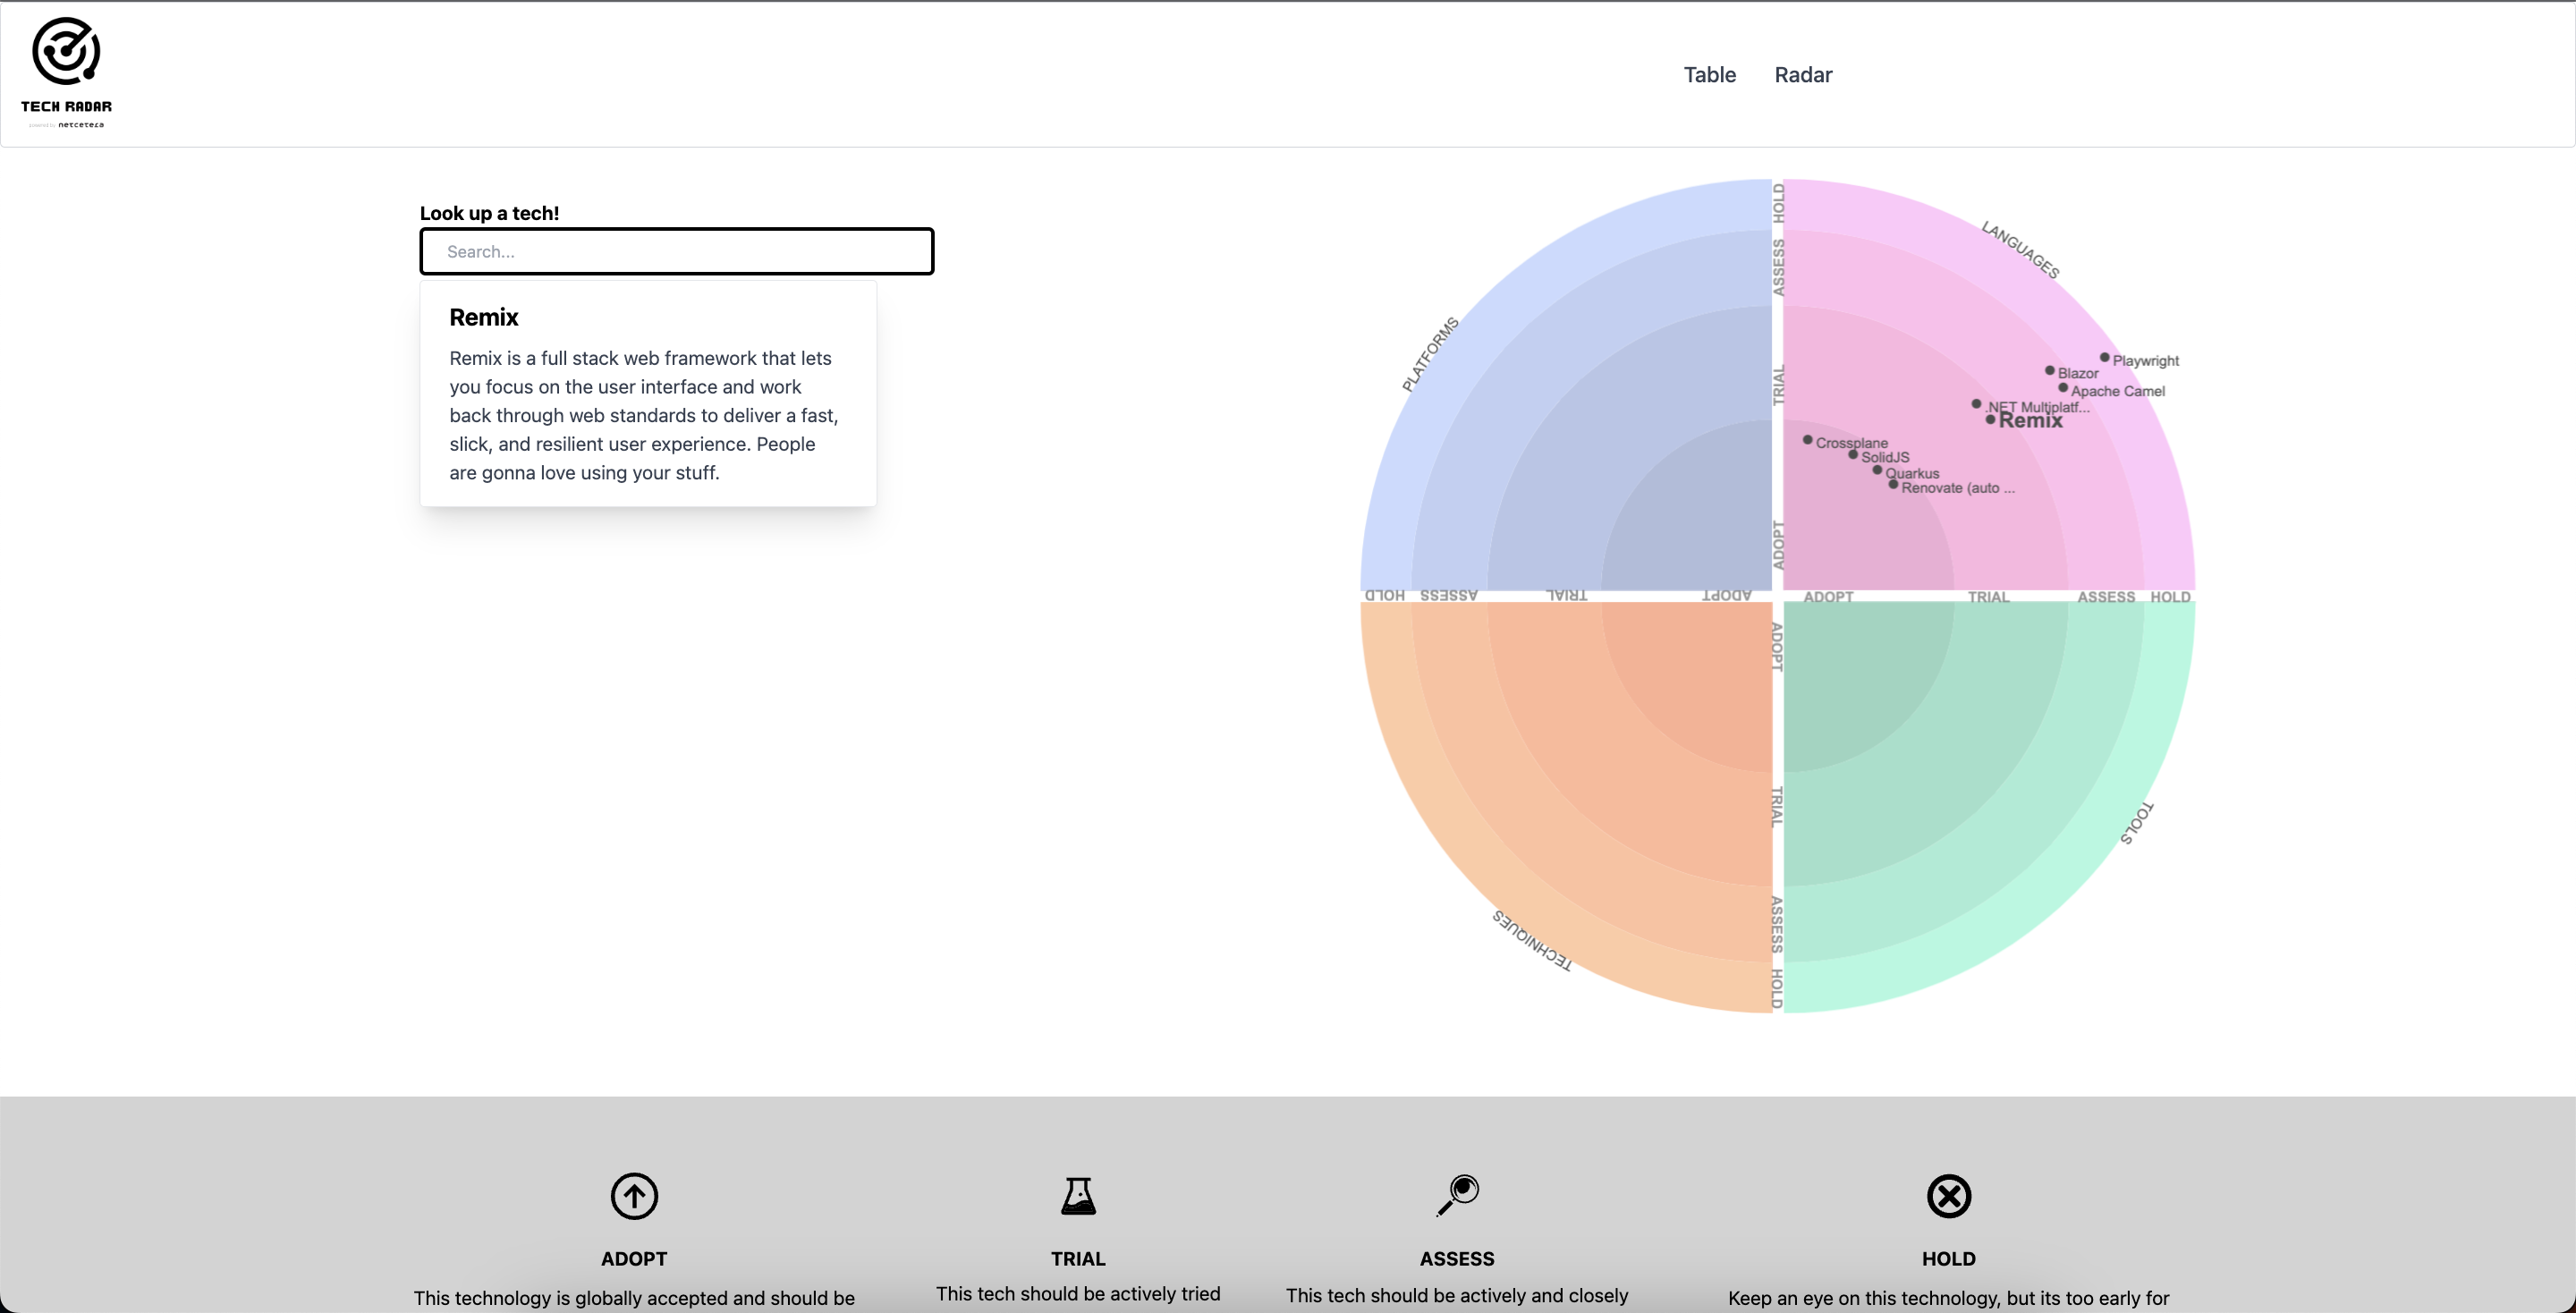 TECH RADAR
powered by netcetera
Table
Radar
Look up a tech!
Search...
Remix
Remix is a full stack web framework that lets
you focus on the user interface and work
back through web standards to deliver a fast,
slick, and resilient user experience. People
are gonna love using your stuff.
PLATFORMS
LANGUAGES
HOLD
ASSESS
TRIAL
ADOPT
Playwright
Blazor
Apache Camel
.NET Multiplatf...
Remix
Crossplane
SolidJS
Quarkus
Renovate (auto ...
HOLD
ASSESS
TRIAL
ADOPT
ADOPT
TRIAL
ASSESS
HOLD
ADOPT
TRIAL
ASSESS
HOLD
TECHNIQUES
TOOLS
ADOPT
This technology is globally accepted and should be
TRIAL
This tech should be actively tried
ASSESS
This tech should be actively and closely
HOLD
Keep an eye on this technology, but its too early for